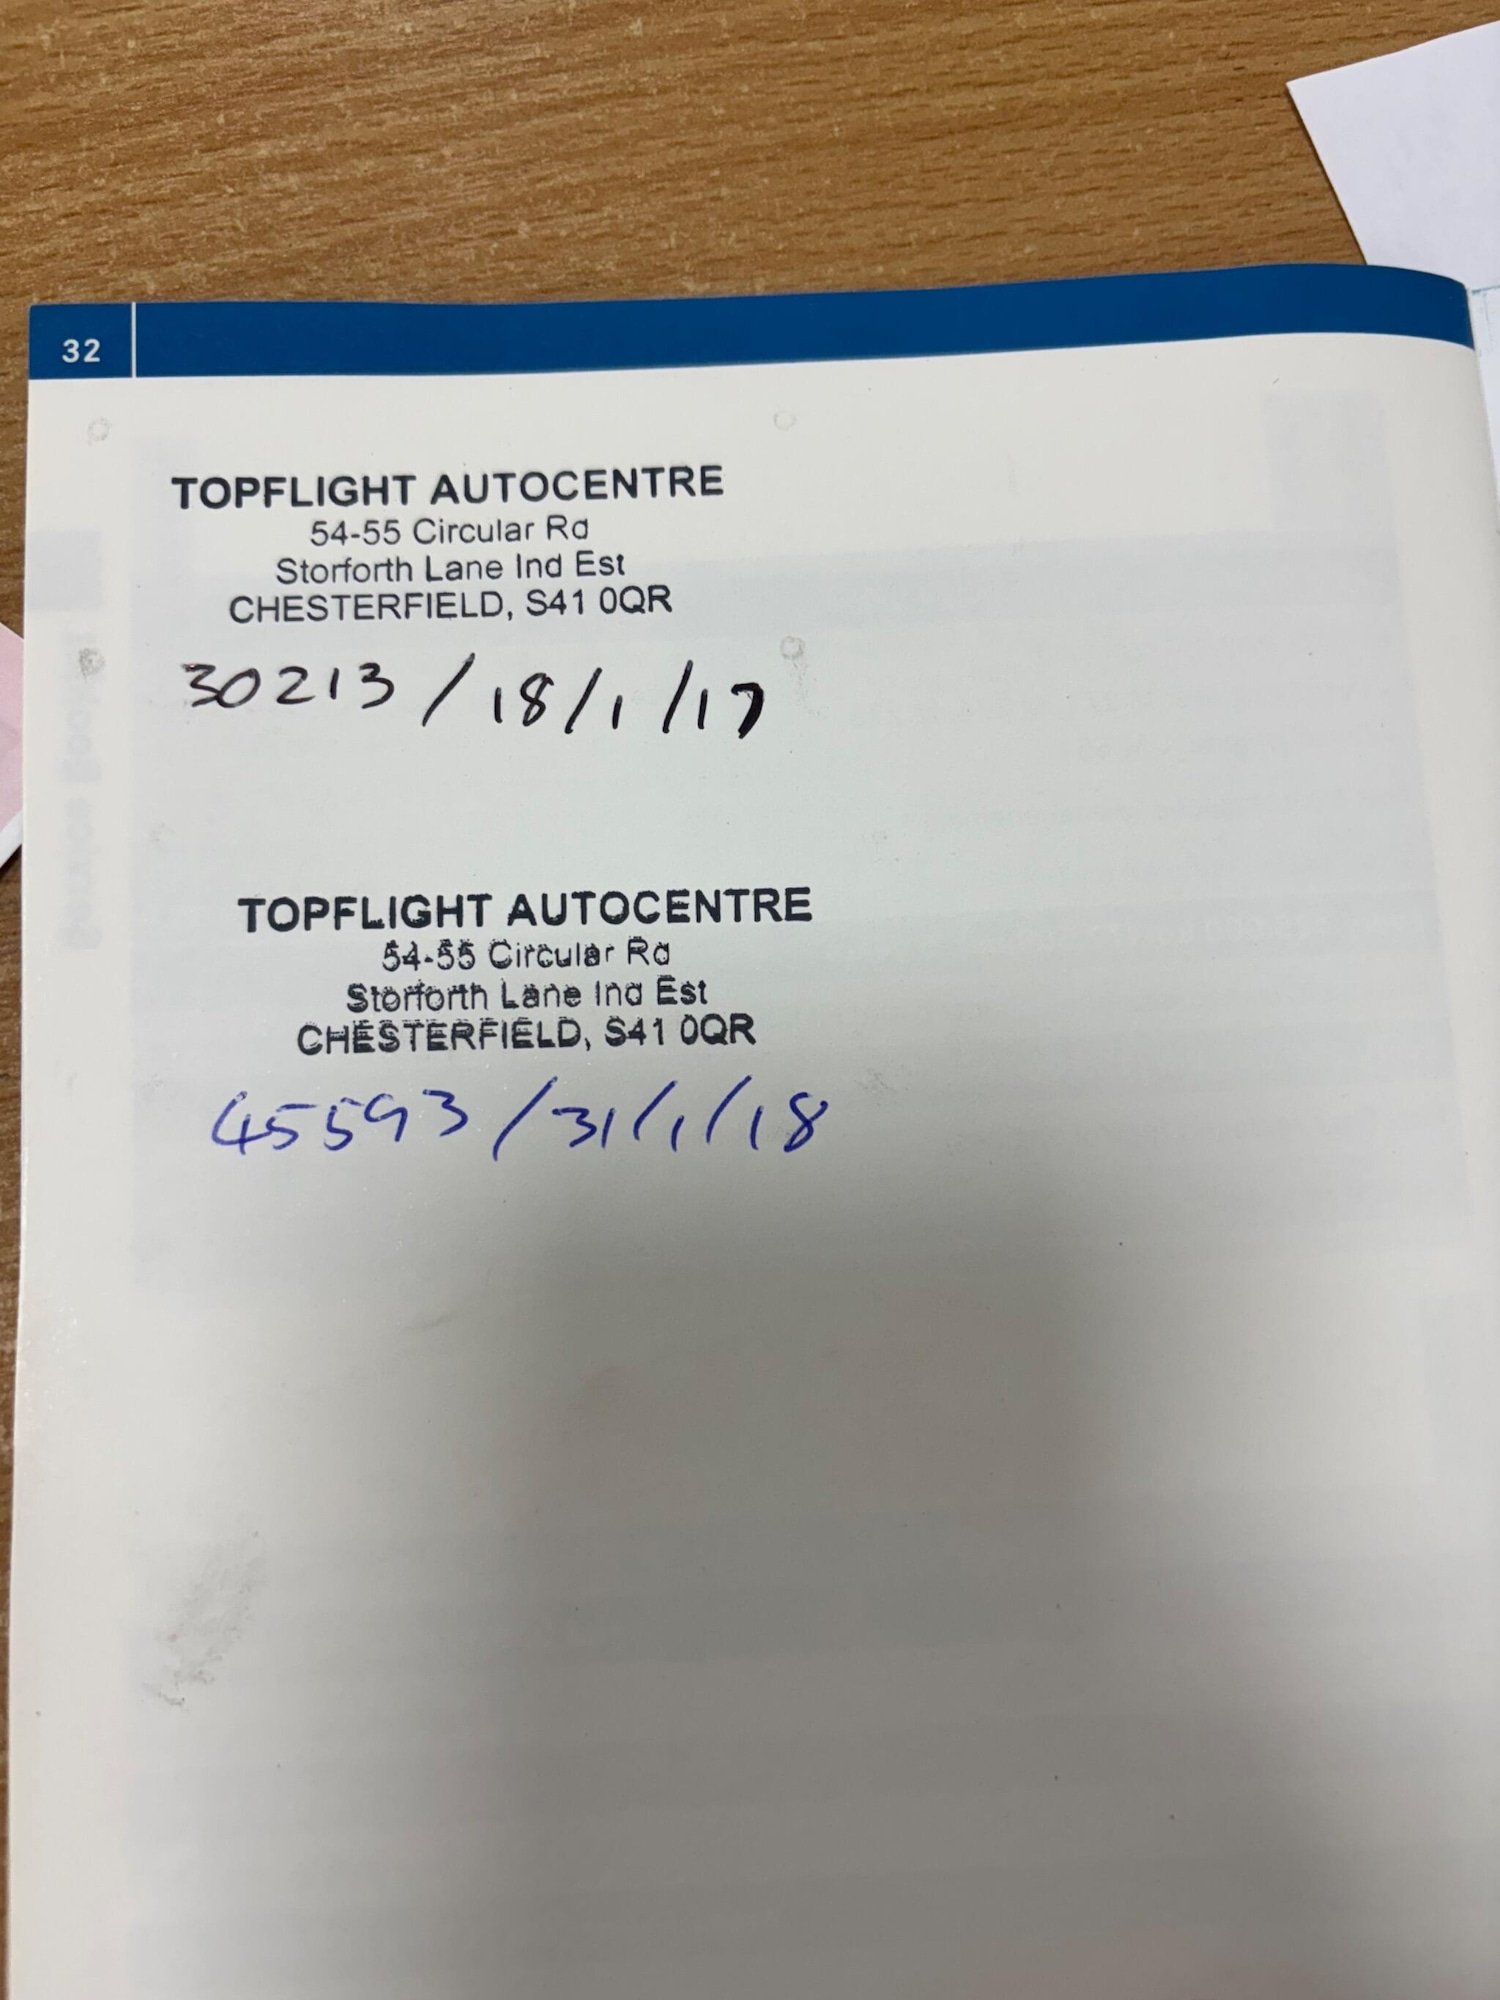 32
TOPFLIGHT AUTOCENTRE
54-55 Circular Rd
Storforth Lane Ind Est
CHESTERFIELD, S41 0QR
30213 / 18/1/17
TOPFLIGHT AUTOCENTRE
54-55 Circular Rd
Storforth Lane Ind Est
CHESTERFIELD, S41 0QR
45593/31/1/18